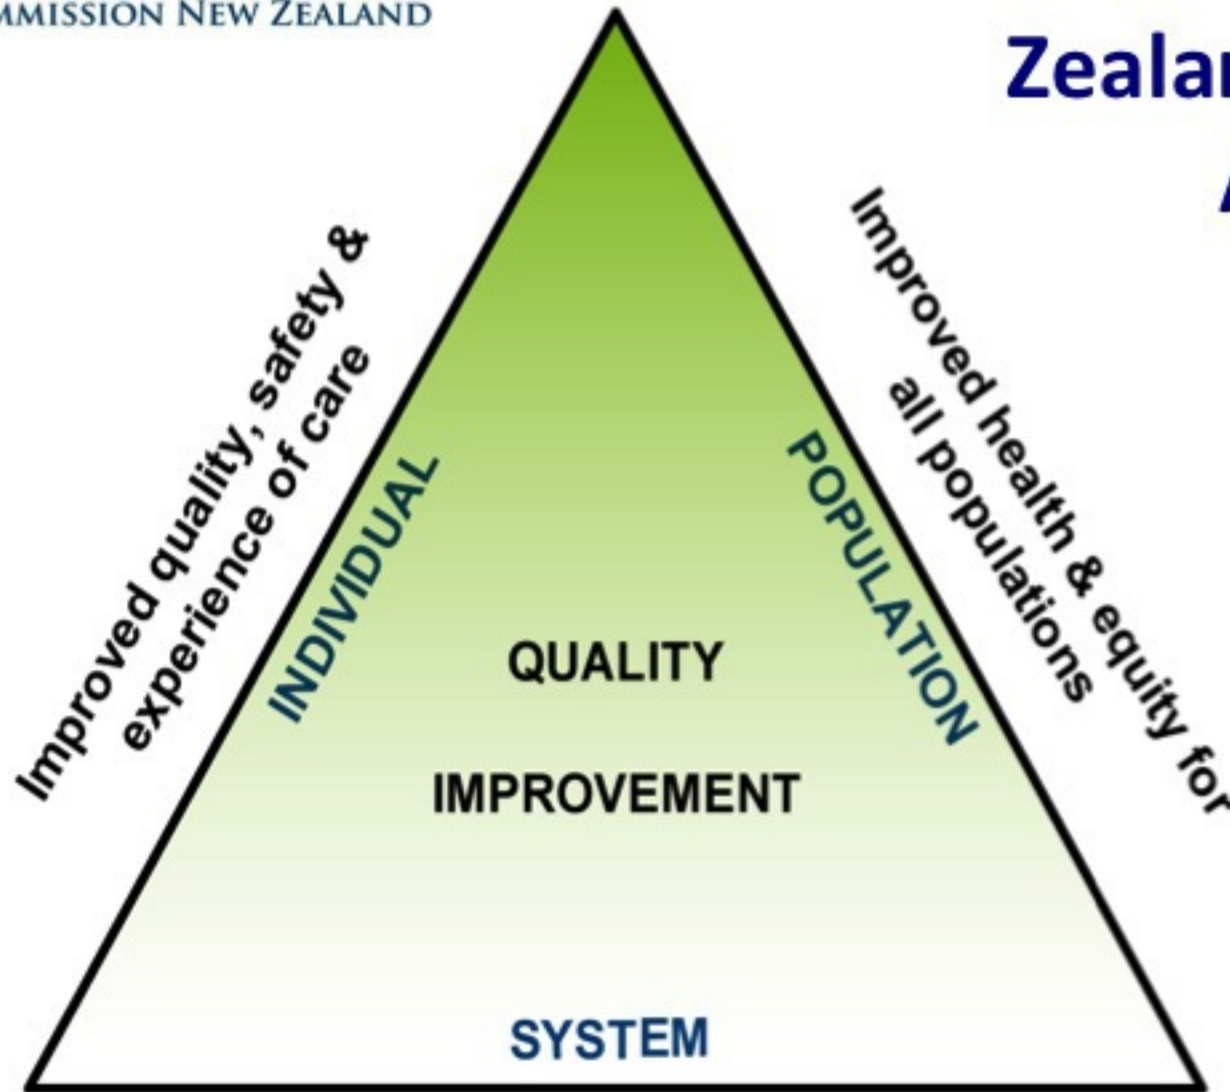 MMISSION NEW ZEALAND
Improved quality, safety &
experience of care
INDIVIDUAL
POPULATION
Improved health & equity for
all populations
QUALITY
IMPROVEMENT
SYSTEM